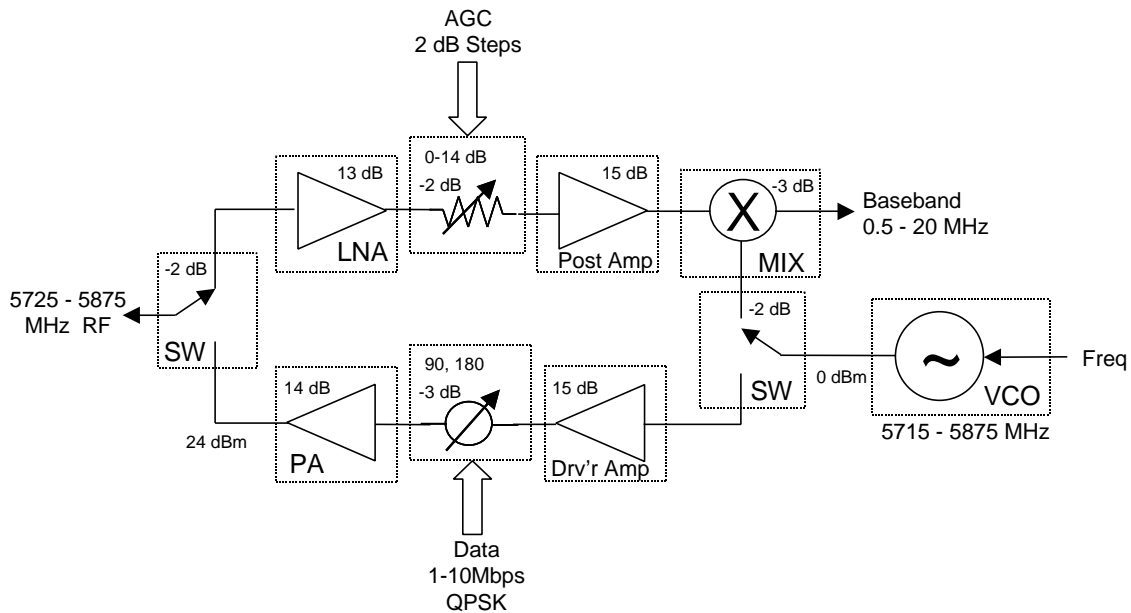 AGC
2 dB Steps
13 dB
LNA
0-14 dB
-2 dB
15 dB
Post Amp
X
-3 dB
MIX
Baseband
0.5 - 20 MHz
-2 dB
SW
5725 - 5875
MHz RF
-2 dB
SW
0 dBm
~
VCO
Freq
5715 - 5875 MHz
14 dB
PA
24 dBm
90, 180
-3 dB
15 dB
Drv'r Amp
Data
1-10Mbps
QPSK